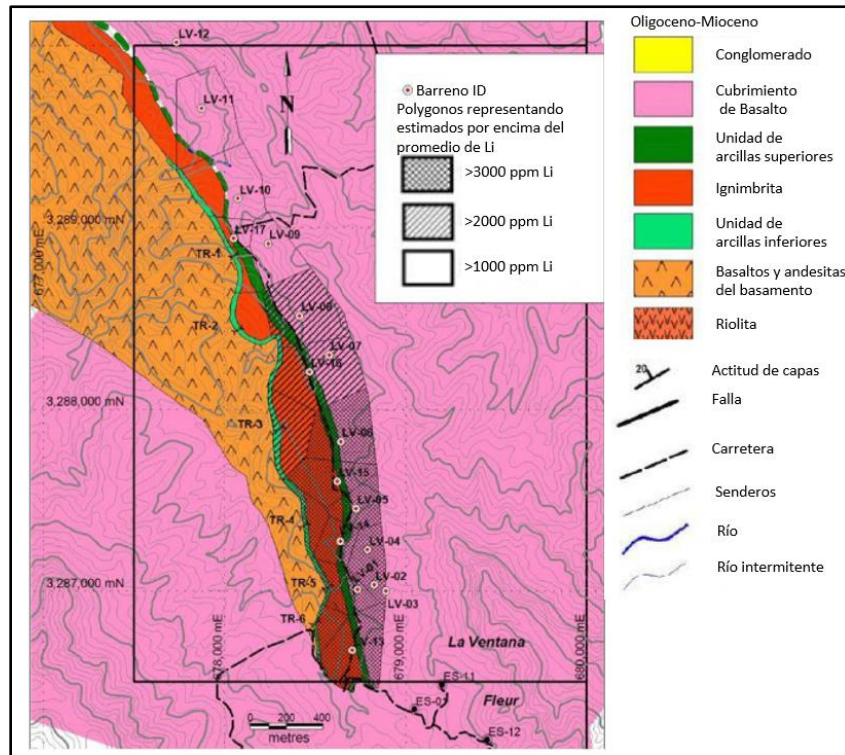 Oligoceno-Mioceno
Conglomerado
Cubrimiento
de Basalto
Unidad de
arcillas superiores
Ignimbrita
Unidad de
arcillas inferiores
Basaltos y andesitas
del basamento
Riolita
20
Actitud de capas
Falla
Carretera
Senderos
Río
Río intermitente
Barreno ID
Polygonos representando
estimados por encima del
promedio de Li
>3000 ppm Li
>2000 ppm Li
>1000 ppm Li
N
LV-12
LV-11
LV-10
3,289,000 mN
677,000 mE
LV-17
LV-09
TR-1
LV-08
TR-2
LV-07
LV-16
3,288,000 mN
TR-3
LV-06
LV-15
LV-05
TR-4
LV-04
LV-01
3,287,000 mN
TR-5
LV-02
LV-03
TR-6
678,000 mE
679,000 mE
680,000 mE
La Ventana
ES-11
Fleur
ES-12
0 200 400
metres